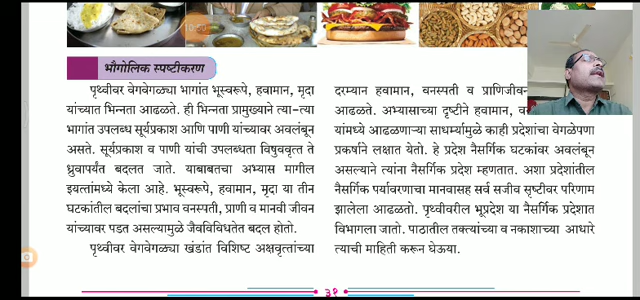 10:50
भौगोलिक स्पष्टीकरण
पृथ्वीवर वेगवेगळ्या भागांत भूस्वरूपे, हवामान, मृदा
यांच्यात भिन्नता आढळते. ही भिन्नता प्रामुख्याने त्या-त्या
भागांत उपलब्ध सूर्यप्रकाश आणि पाणी यांच्यावर अवलंबून
असते. सूर्यप्रकाश व पाणी यांची उपलब्धता विषुववृत्त ते
ध्रुवापर्यंत बदलत जाते. याबाबतचा अभ्यास मागील
इयत्तांमध्ये केला आहे. भूस्वरूपे, हवामान, मृदा या तीन
घटकांतील बदलांचा प्रभाव वनस्पती, प्राणी व मानवी जीवन
यांच्यावर पडत असल्यामुळे जैवविविधतेत बदल होतो.
पृथ्वीवर वेगवेगळ्या खंडांत विशिष्ट अक्षवृत्तांच्या
दरम्यान हवामान, वनस्पती व प्राणिजीवन
आढळते. अभ्यासाच्या दृष्टीने हवामान,
यांमध्ये आढळणाऱ्या साधर्म्यामुळे काही प्रदेशांचा वेगळेपणा
प्रकर्षाने लक्षात येतो. हे प्रदेश नैसर्गिक घटकांवर अवलंबून
असल्याने त्यांना नैसर्गिक प्रदेश म्हणतात. अशा प्रदेशांतील
नैसर्गिक पर्यावरणाचा मानवासह सर्व सजीव सृष्टीवर परिणाम
झालेला आढळतो. पृथ्वीवरील भूप्रदेश या नैसर्गिक प्रदेशात
विभागला जातो. पाठातील तक्त्यांच्या व नकाशाच्या आधारे
त्याची माहिती करून घेऊया.
३१